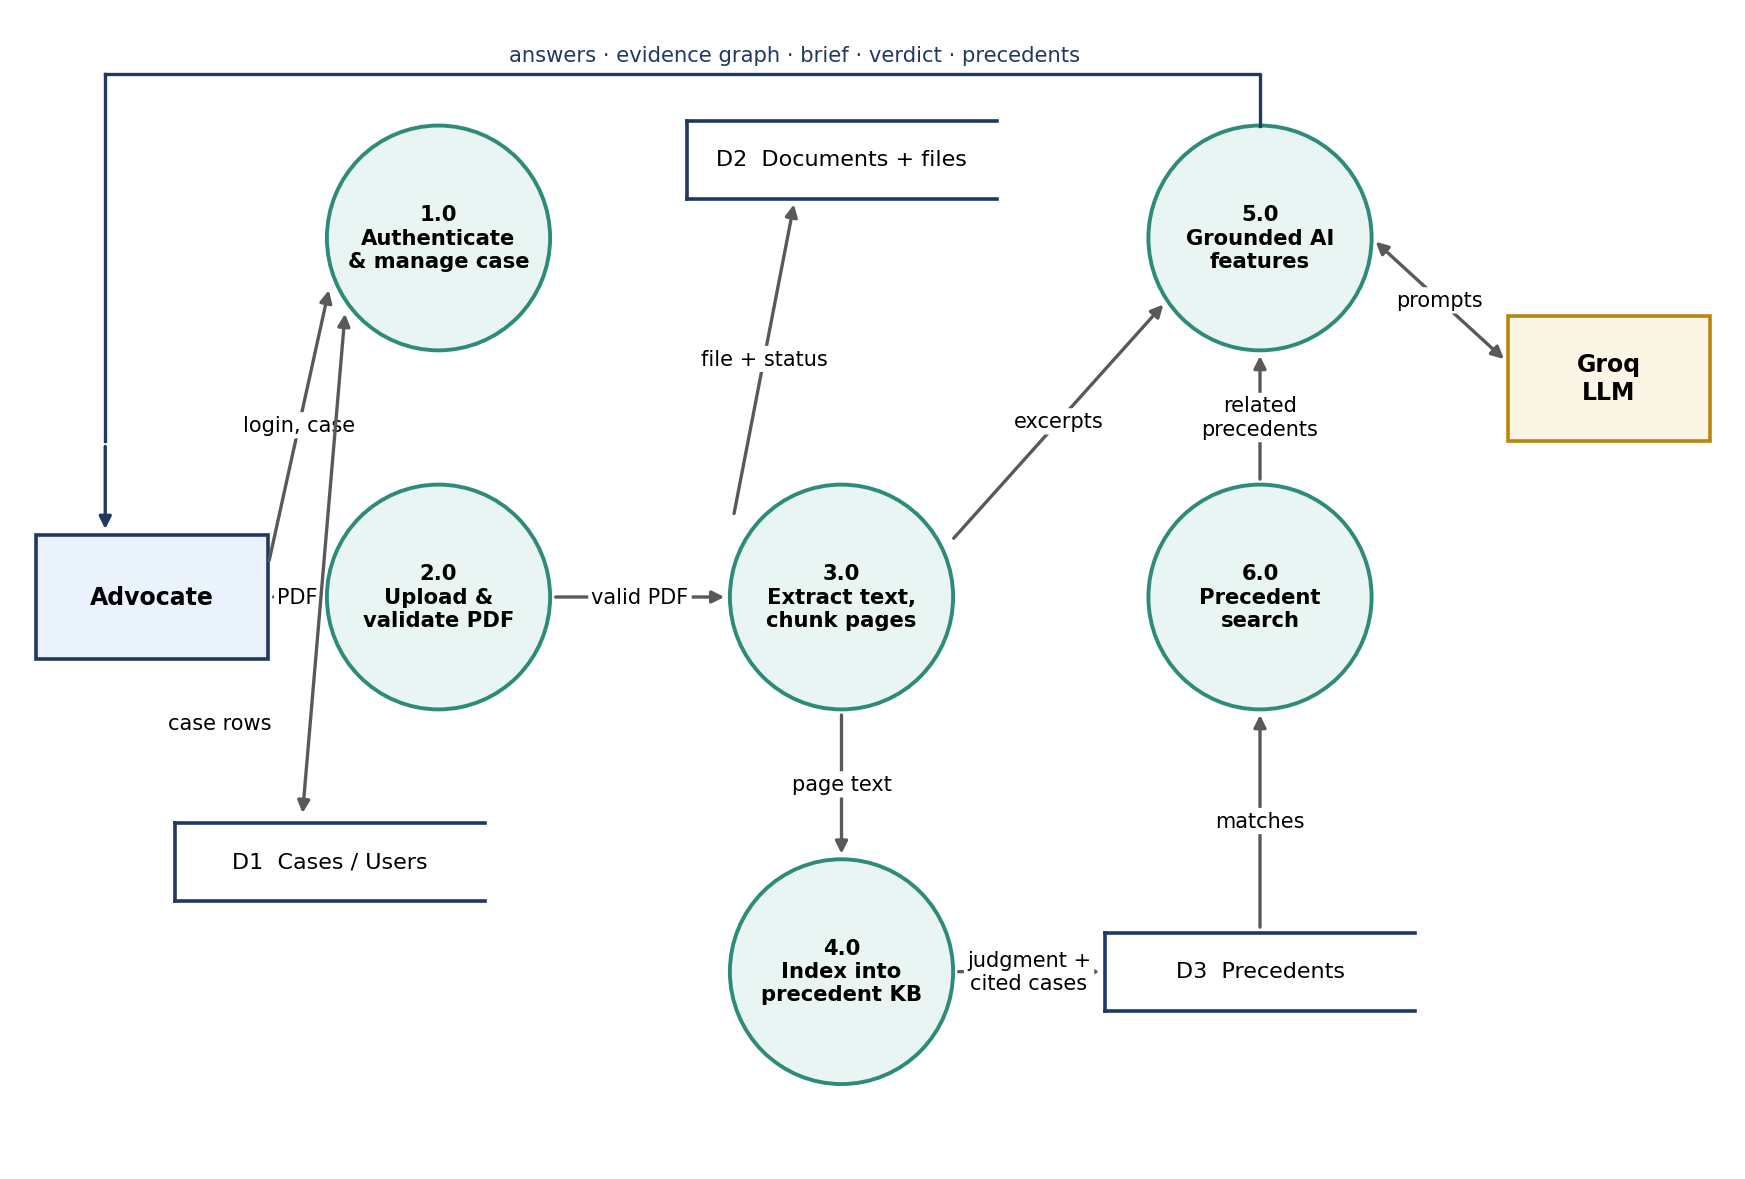 answers · evidence graph · brief · verdict · precedents
D2  Documents + files
1.0
Authenticate
& manage case
5.0
Grounded AI
features
prompts
Groq
LLM
file + status
login, case
excerpts
related
precedents
Advocate
PDF
2.0
Upload &
validate PDF
valid PDF
3.0
Extract text,
chunk pages
6.0
Precedent
search
case rows
page text
matches
D1  Cases / Users
4.0
Index into
precedent KB
judgment +
cited cases
D3  Precedents